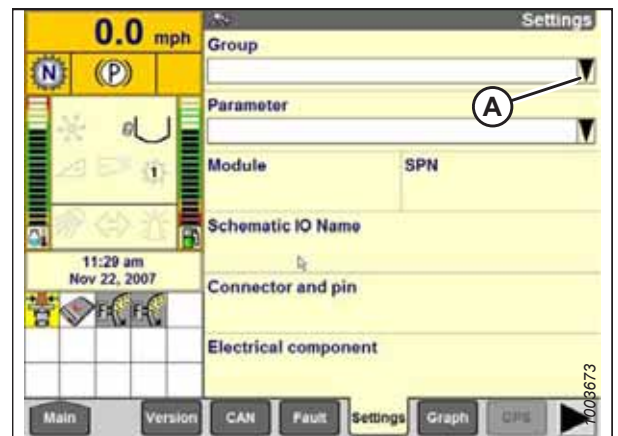 0.0 mph
Settings
Group
N
(P)
A
Parameter
1
Module
SPN
Schematic IO Name
11:29 am
Nov 22, 2007
Connector and pin
Electrical component
Main
Version
CAN
Fault
Settings
Graph
GPS
1003673